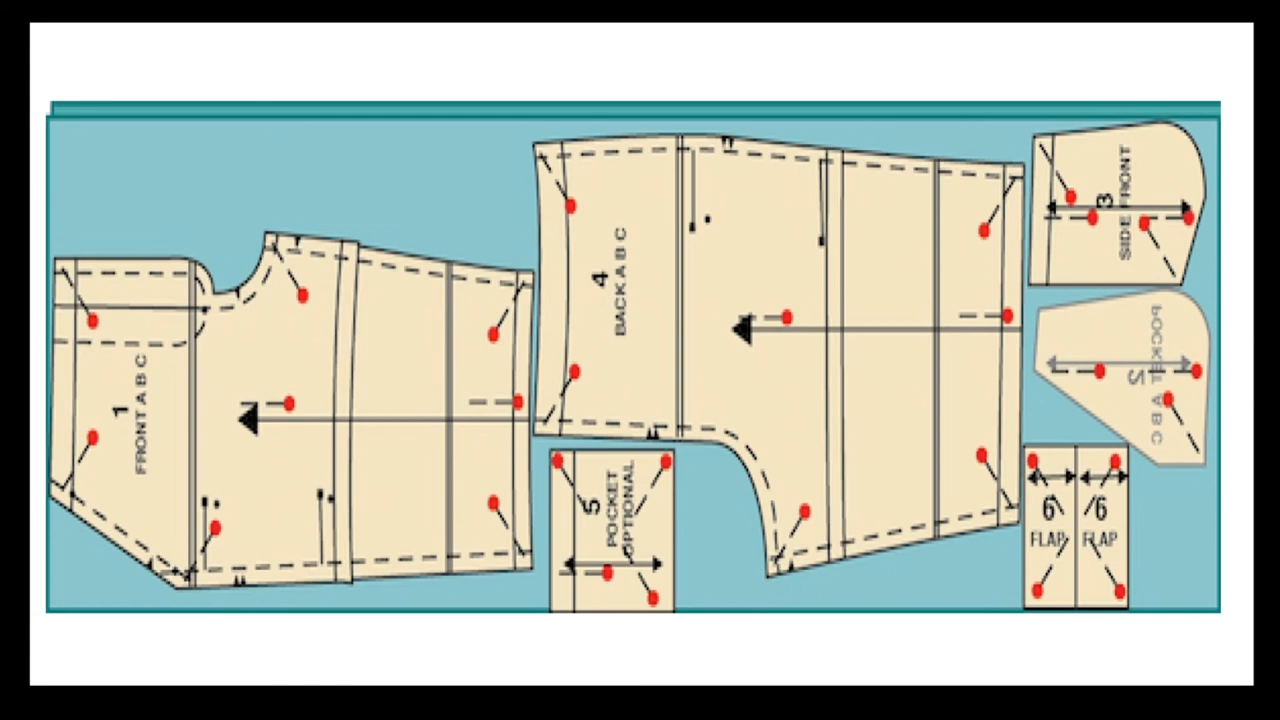 1
FRONT A B C
4
BACK A B C
3
SIDE FRONT
2
POCKET A B C
5
POCKET
OPTIONAL
6
FLAP
6
FLAP